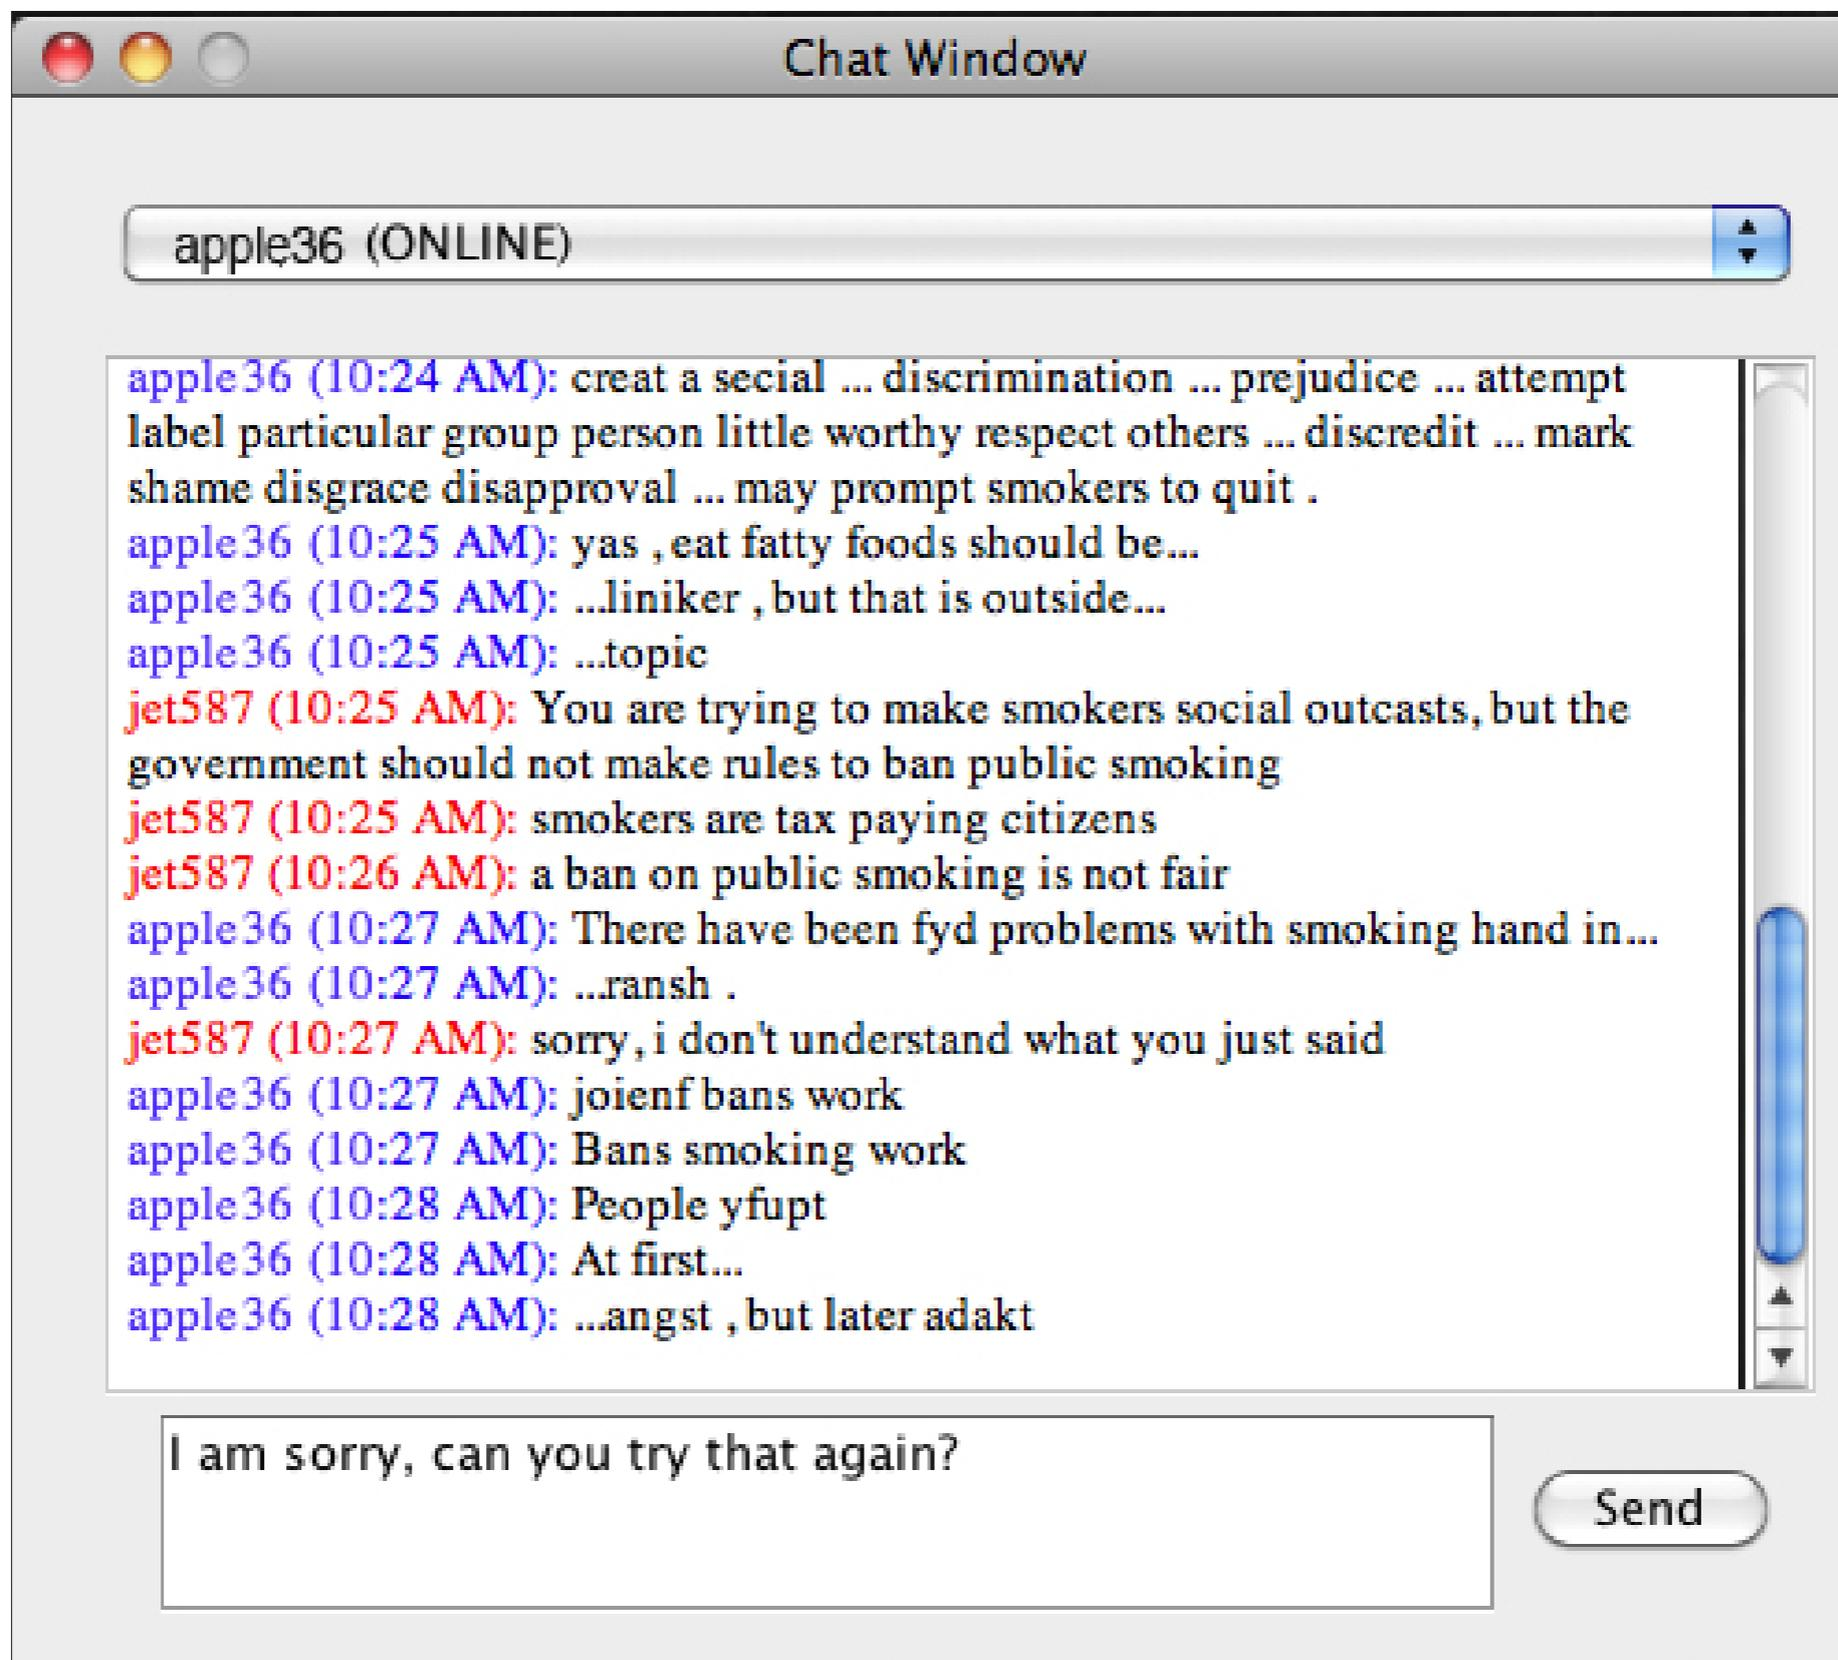 Chat Window
apple36 (ONLINE)
apple36 (10:24 AM): creat a secial ... discrimination ... prejudice ... attempt
label particular group person little worthy respect others ... discredit ... mark
shame disgrace disapproval ... may prompt smokers to quit .
apple36 (10:25 AM): yas , eat fatty foods should be...
apple36 (10:25 AM): ...liniker , but that is outside...
apple36 (10:25 AM): ...topic
jet587 (10:25 AM): You are trying to make smokers social outcasts, but the
government should not make rules to ban public smoking
jet587 (10:25 AM): smokers are tax paying citizens
jet587 (10:26 AM): a ban on public smoking is not fair
apple36 (10:27 AM): There have been fyd problems with smoking hand in...
apple36 (10:27 AM): ...ransh .
jet587 (10:27 AM): sorry, i don't understand what you just said
apple36 (10:27 AM): joienf bans work
apple36 (10:27 AM): Bans smoking work
apple36 (10:28 AM): People yfupt
apple36 (10:28 AM): At first...
apple36 (10:28 AM): ...angst , but later adakt
I am sorry, can you try that again?
Send